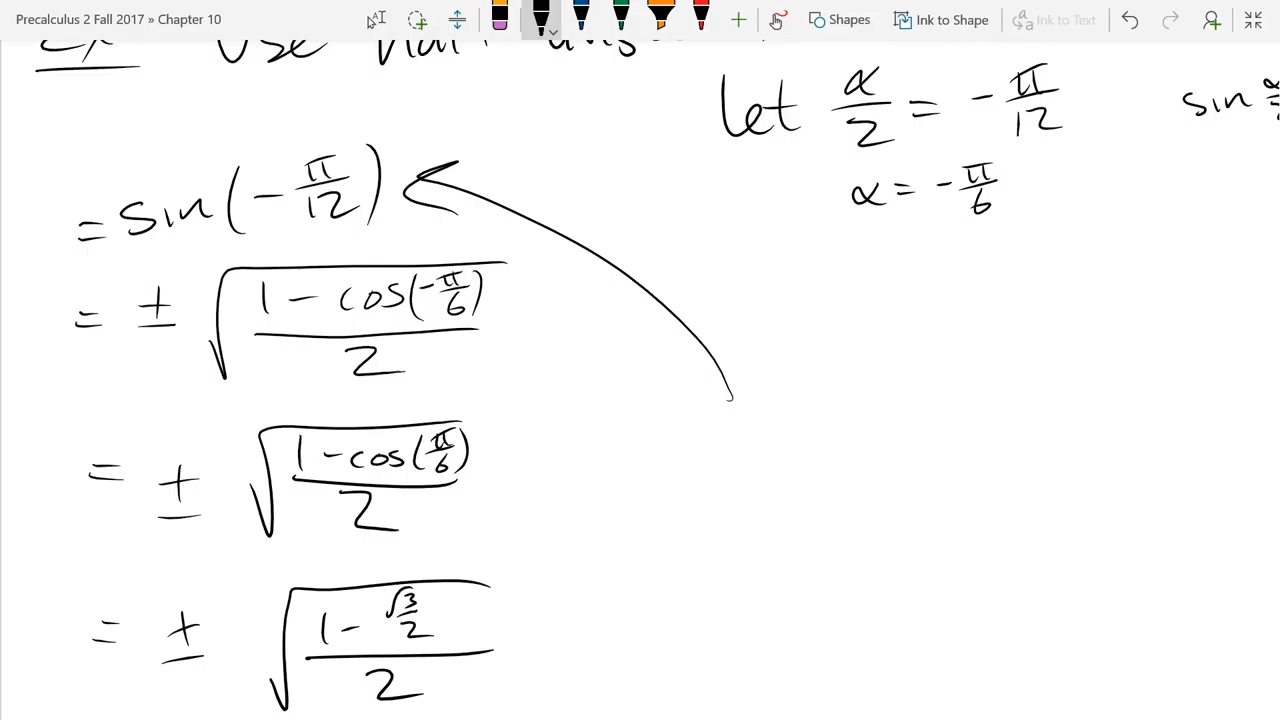 Precalculus 2 Fall 2017 » Chapter 10
Shapes
Ink to Shape
Ink to Text
Use
let α/2 = -π/12
sin
α = -π/6
= sin(-π/12)
= ± √((1 - cos(-π/6))/2)
= ± √((1 - cos(π/6))/2)
= ± √((1 - √3/2)/2)